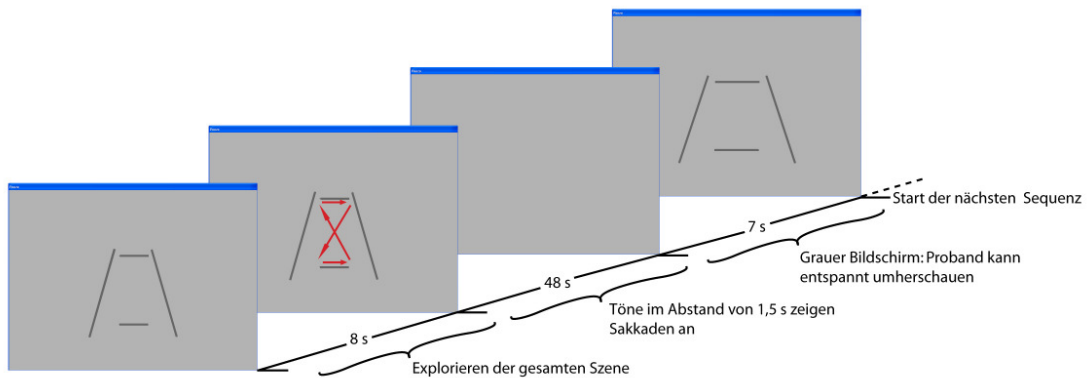 Start der nächsten Sequenz
7 s
Grauer Bildschirm: Proband kann
entspannt umherschauen
48 s
Töne im Abstand von 1,5 s zeigen
Sakkaden an
8 s
Explorieren der gesamten Szene